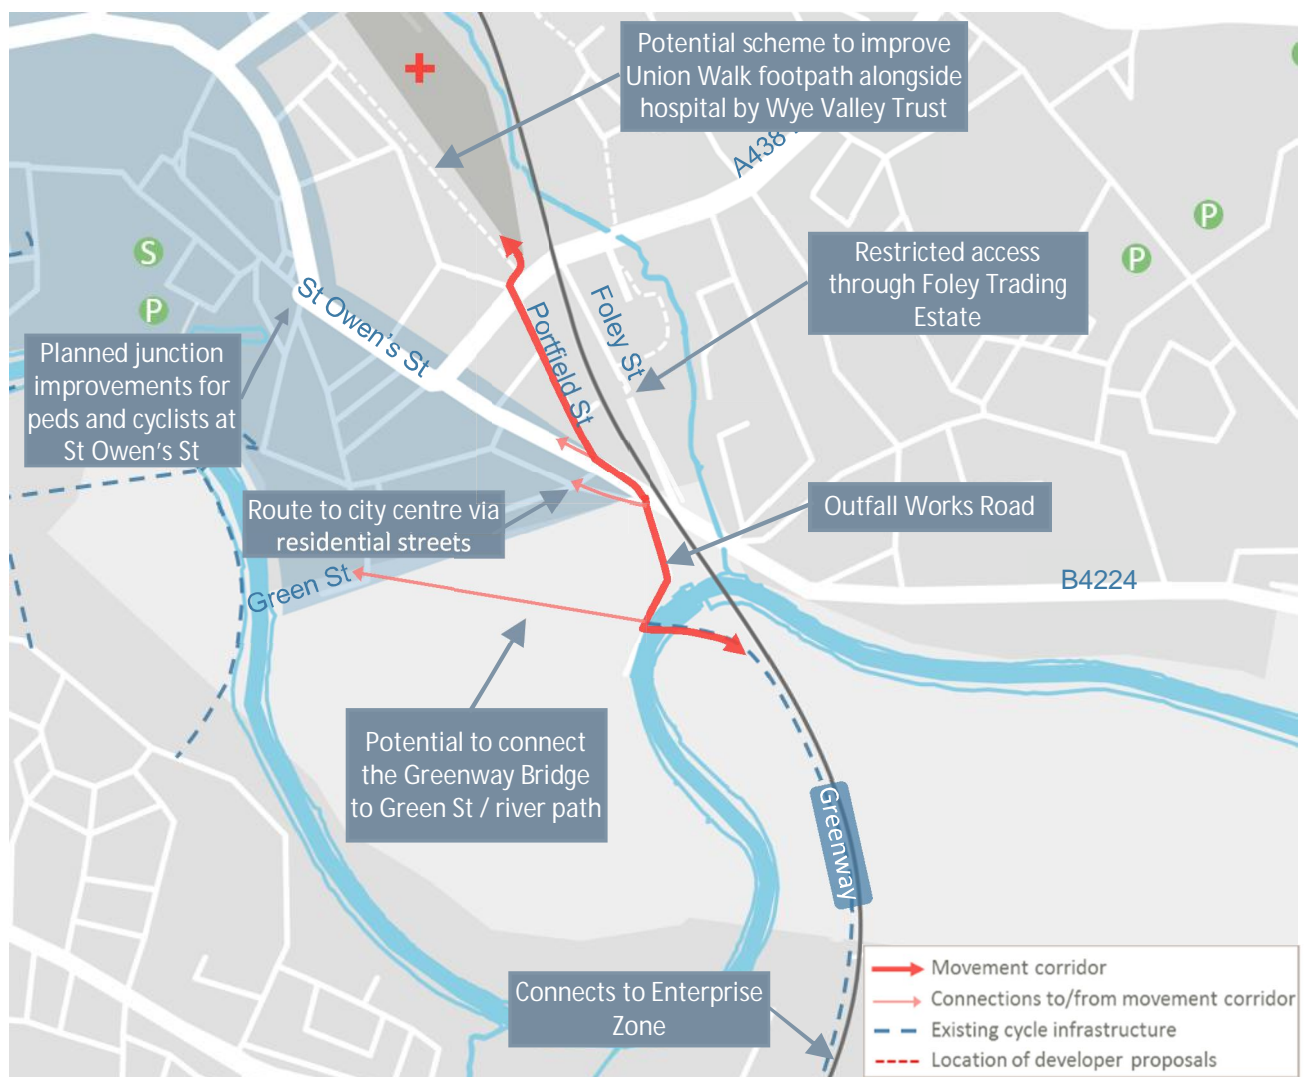 Potential scheme to improve
Union Walk footpath alongside
hospital by Wye Valley Trust
A438
P
S
P
P
Restricted access
through Foley Trading
Estate
St Owen's St
Portfield St
Foley St
Planned junction
improvements for
peds and cyclists at
St Owen's St
Route to city centre via
residential streets
Outfall Works Road
Green St
B4224
Potential to connect
the Greenway Bridge
to Green St / river path
Greenway
Connects to Enterprise
Zone
Movement corridor
Connections to/from movement corridor
Existing cycle infrastructure
Location of developer proposals